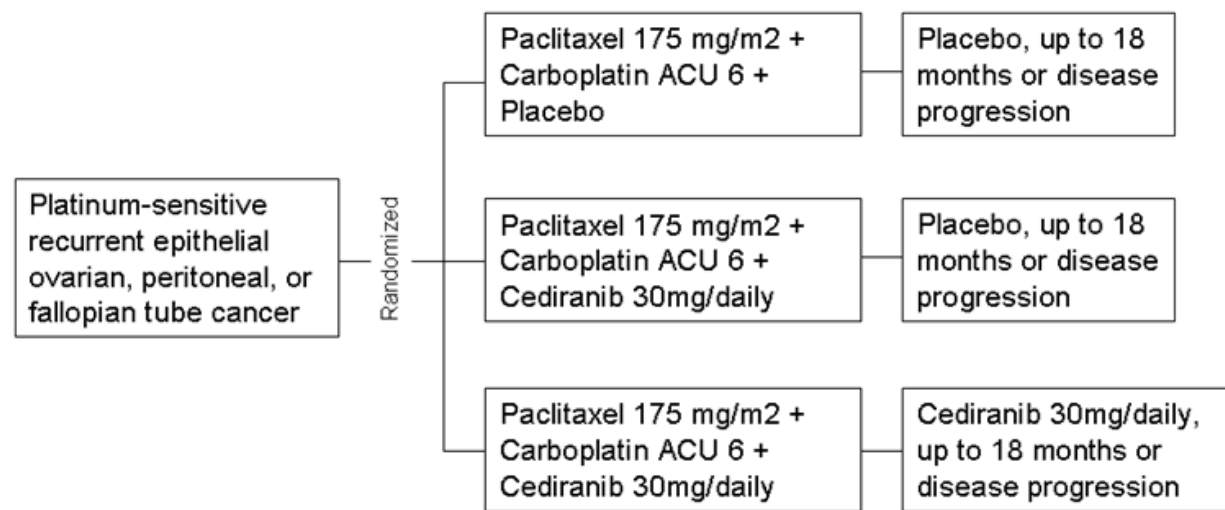 Platinum-sensitive
recurrent epithelial
ovarian, peritoneal, or
fallopian tube cancer
Randomized
Paclitaxel 175 mg/m2 +
Carboplatin ACU 6 +
Placebo
Placebo, up to 18
months or disease
progression
Paclitaxel 175 mg/m2 +
Carboplatin ACU 6 +
Cediranib 30mg/daily
Placebo, up to 18
months or disease
progression
Paclitaxel 175 mg/m2 +
Carboplatin ACU 6 +
Cediranib 30mg/daily
Cediranib 30mg/daily,
up to 18 months or
disease progression